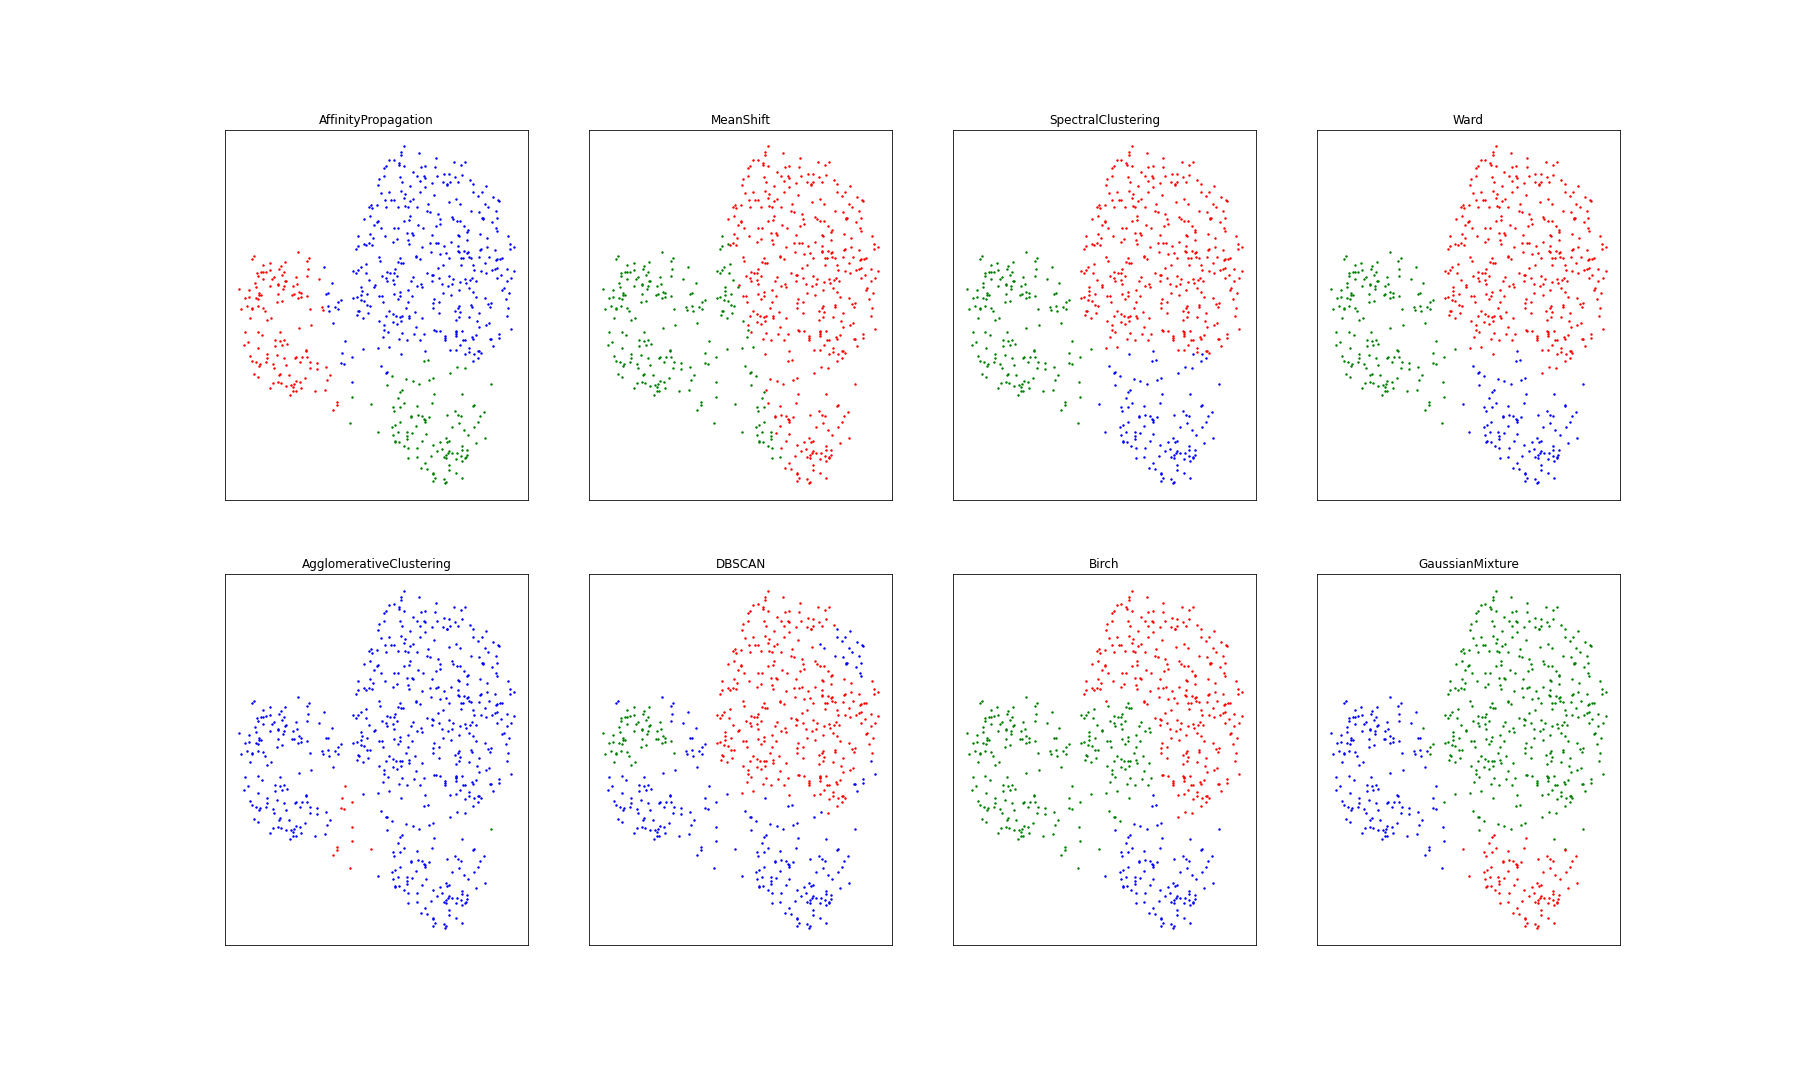 AffinityPropagation
MeanShift
SpectralClustering
Ward
AgglomerativeClustering
DBSCAN
Birch
GaussianMixture